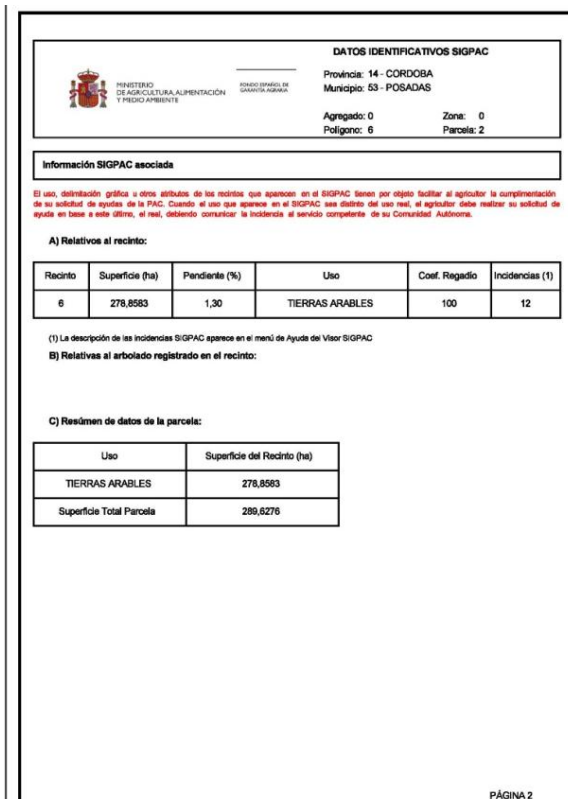 MINISTERIO
DE AGRICULTURA, ALIMENTACIÓN
Y MEDIO AMBIENTE
FONDO ESPAÑOL DE
GARANTÍA AGRARIA
DATOS IDENTIFICATIVOS SIGPAC
Provincia: 14 - CORDOBA
Municipio: 53 - POSADAS
Agregado: 0 Zona: 0
Polígono: 6 Parcela: 2
Información SIGPAC asociada
El uso, delimitación gráfica u otros atributos de los recintos que aparecen en el SIGPAC tienen por objeto facilitar al agricultor la cumplimentación
de su solicitud de ayudas de la PAC. Cuando el uso que aparece en el SIGPAC sea distinto del uso real, el agricultor debe realizar su solicitud de
ayuda en base a este último, el real, debiendo comunicar la incidencia al servicio competente de su Comunidad Autónoma.
A) Relativos al recinto:
Recinto Superficie (ha) Pendiente (%) Uso Coef. Regadío Incidencias (1)
6 278,8583 1,30 TIERRAS ARABLES 100 12
(1) La descripción de las incidencias SIGPAC aparece en el menú de Ayuda del Visor SIGPAC
B) Relativas al arbolado registrado en el recinto:
C) Resúmen de datos de la parcela:
Uso Superficie del Recinto (ha)
TIERRAS ARABLES 278,8583
Superficie Total Parcela 289,6276
PÁGINA 2